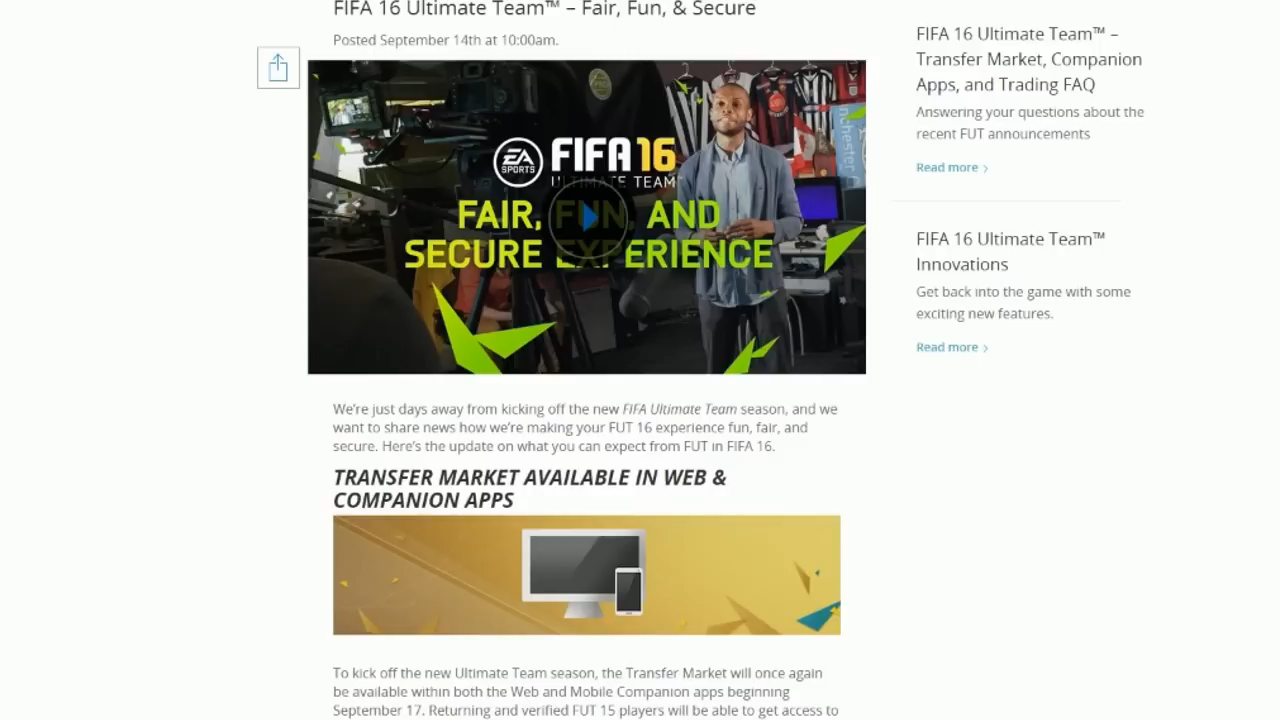 FIFA 16 Ultimate Team™ – Fair, Fun, & Secure
Posted September 14th at 10:00am.
EA
SPORTS
FIFA 16
ULTIMATE TEAM™
FAIR, FUN, AND
SECURE EXPERIENCE
We're just days away from kicking off the new FIFA Ultimate Team season, and we
want to share news how we're making your FUT 16 experience fun, fair, and
secure. Here's the update on what you can expect from FUT in FIFA 16.
TRANSFER MARKET AVAILABLE IN WEB &
COMPANION APPS
To kick off the new Ultimate Team season, the Transfer Market will once again
be available within both the Web and Mobile Companion apps beginning
September 17. Returning and verified FUT 15 players will be able to get access to
FIFA 16 Ultimate Team™ –
Transfer Market, Companion
Apps, and Trading FAQ
Answering your questions about the
recent FUT announcements
Read more ›
FIFA 16 Ultimate Team™
Innovations
Get back into the game with some
exciting new features.
Read more ›